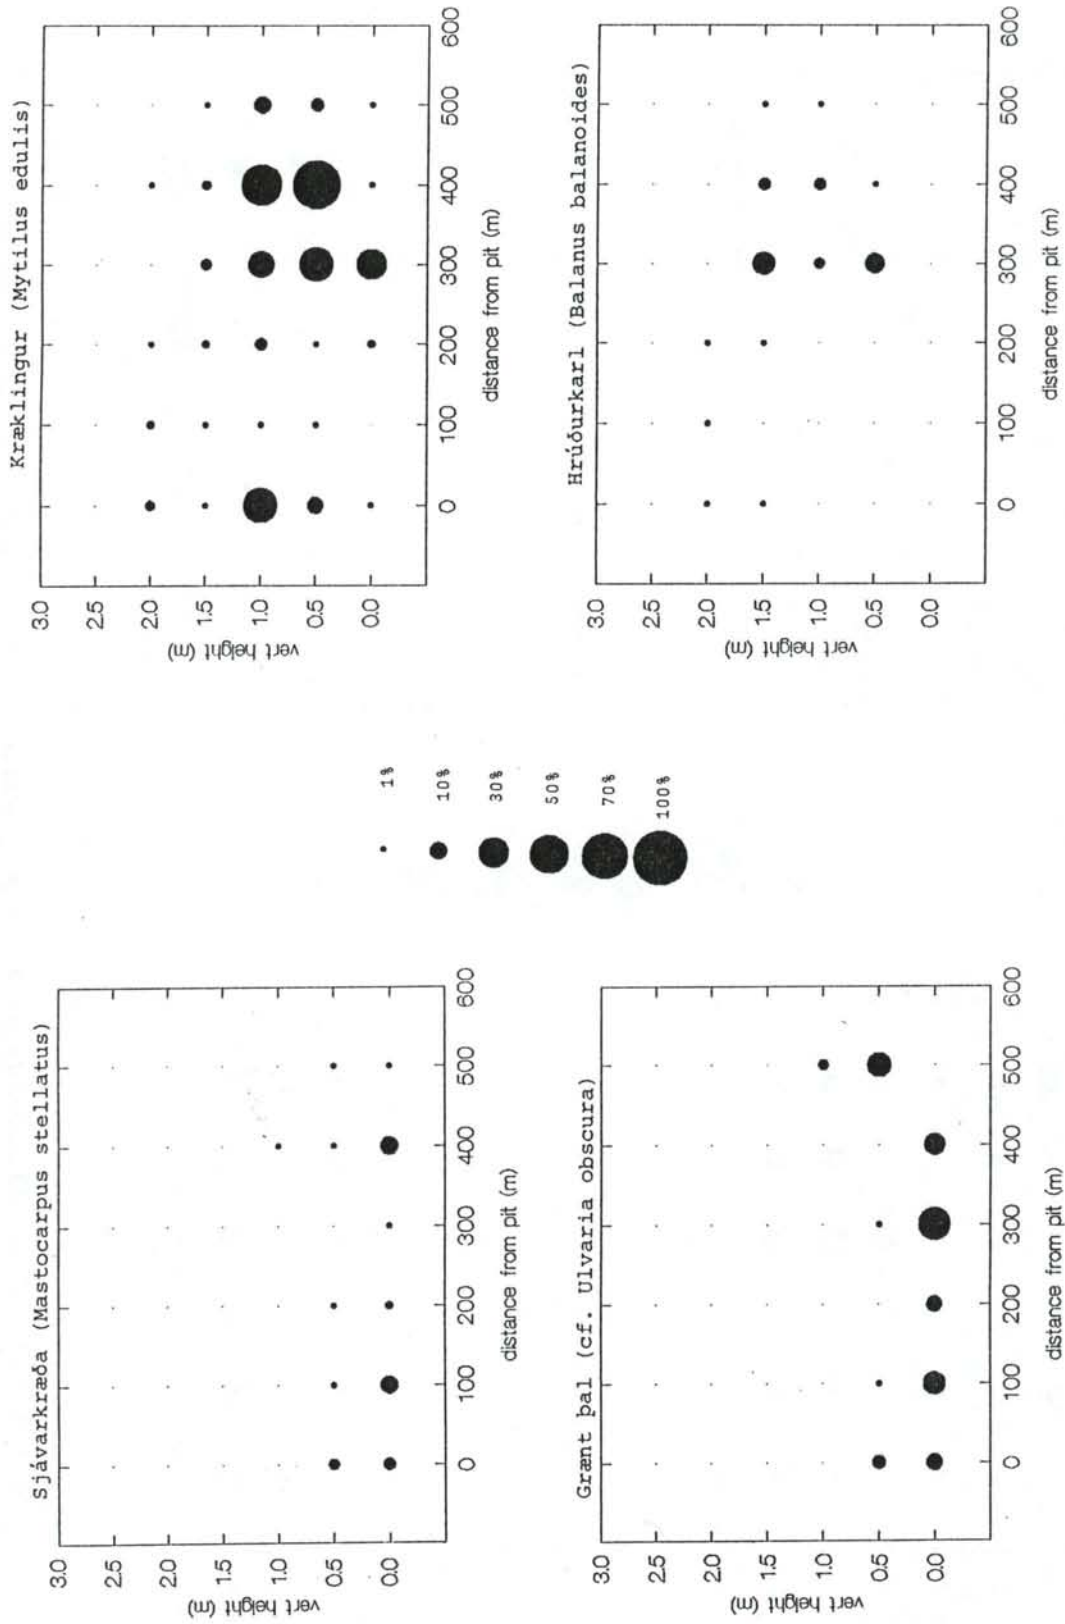 Sjávarkræða (Mastocarpus stellatus)
3.0
2.5
2.0
1.5
1.0
0.5
0.0
vert height (m)
0 100 200 300 400 500 600
distance from pit (m)
Kræklingur (Mytilus edulis)
3.0
2.5
2.0
1.5
1.0
0.5
0.0
vert height (m)
0 100 200 300 400 500 600
distance from pit (m)
1%
10%
30%
50%
70%
100%
Grænt þal (cf. Ulvaria obscura)
3.0
2.5
2.0
1.5
1.0
0.5
0.0
vert height (m)
0 100 200 300 400 500 600
distance from pit (m)
Hrúðurkarl (Balanus balanoides)
3.0
2.5
2.0
1.5
1.0
0.5
0.0
vert height (m)
0 100 200 300 400 500 600
distance from pit (m)